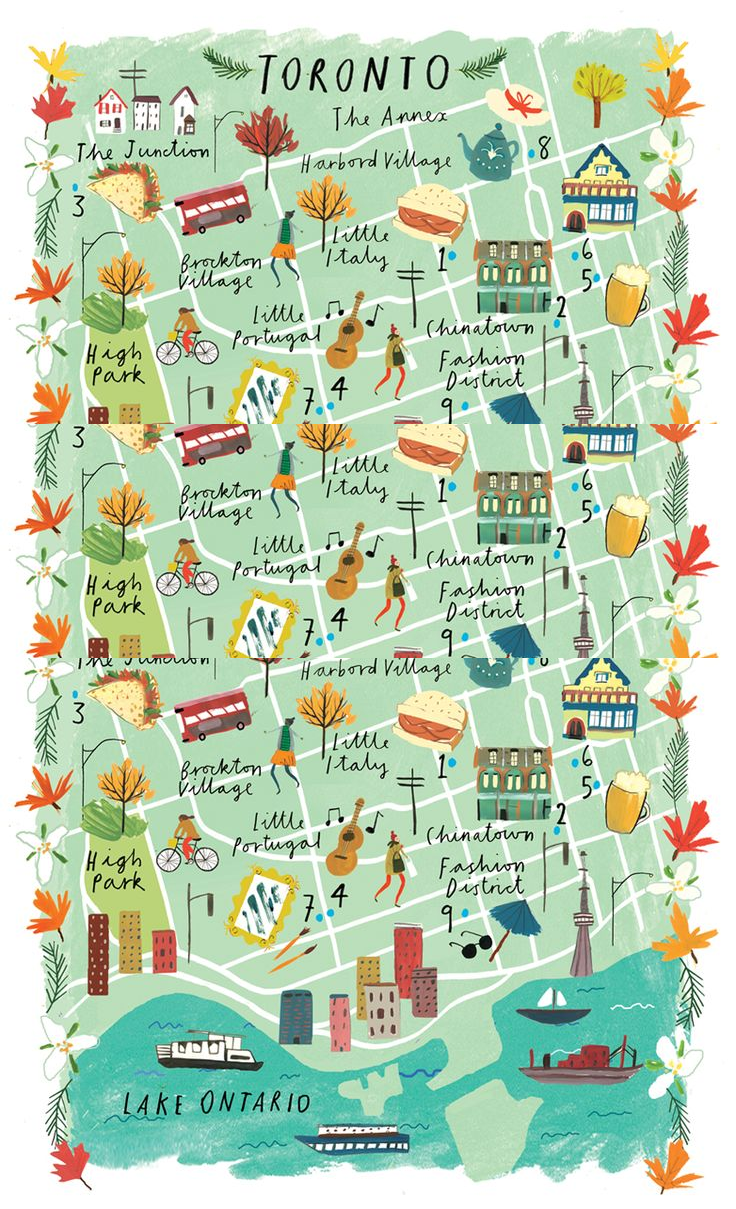 TORONTO
The Annex
The Junction
Harbord Village
8
3
Little
Italy
1
6
5
Brockton
Village
2
Little
Portugal
Chinatown
High
Park
Fashion
District
7
4
9
3
Little
Italy
1
6
5
Brockton
Village
2
Little
Portugal
Chinatown
High
Park
Fashion
District
7
4
9
The Junction
Harbord Village
8
3
Little
Italy
1
6
5
Brockton
Village
2
Little
Portugal
Chinatown
High
Park
Fashion
District
7
4
9
LAKE ONTARIO